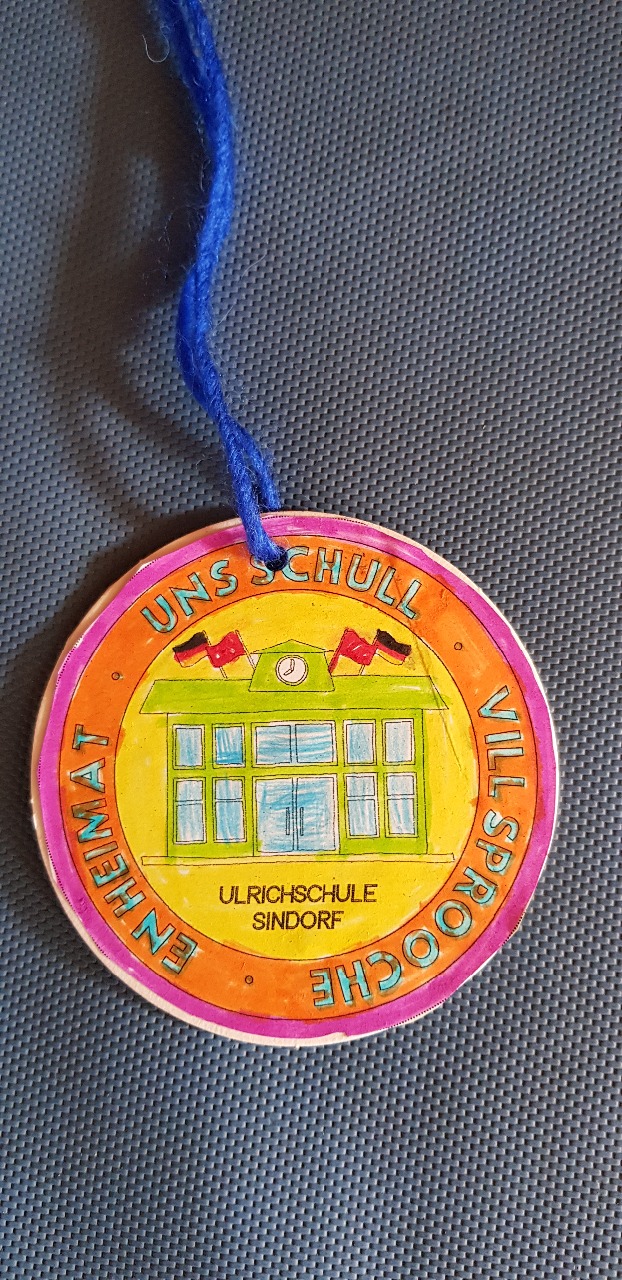 UNS SCHULL
VILL SPROOCHE
EN HEIMAT
ULRICHSCHULE
SINDORF